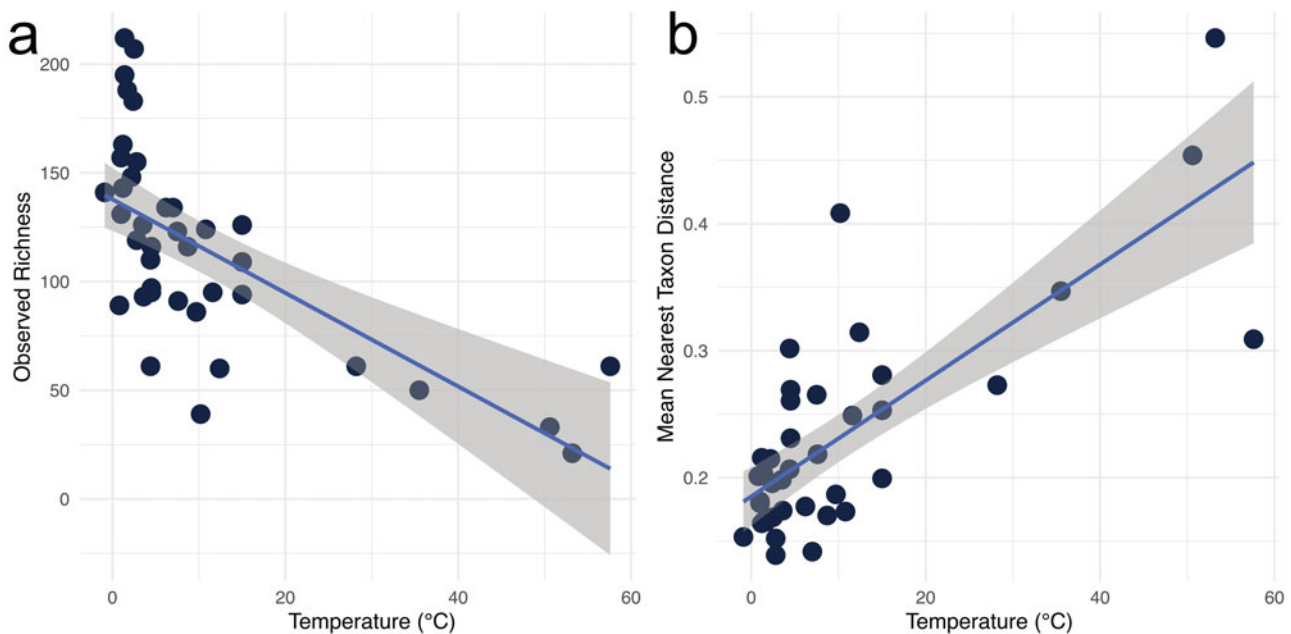 a
200
150
100
50
0
Observed Richness
0
20
40
60
Temperature (°C)
b
0.5
0.4
0.3
0.2
Mean Nearest Taxon Distance
0
20
40
60
Temperature (°C)